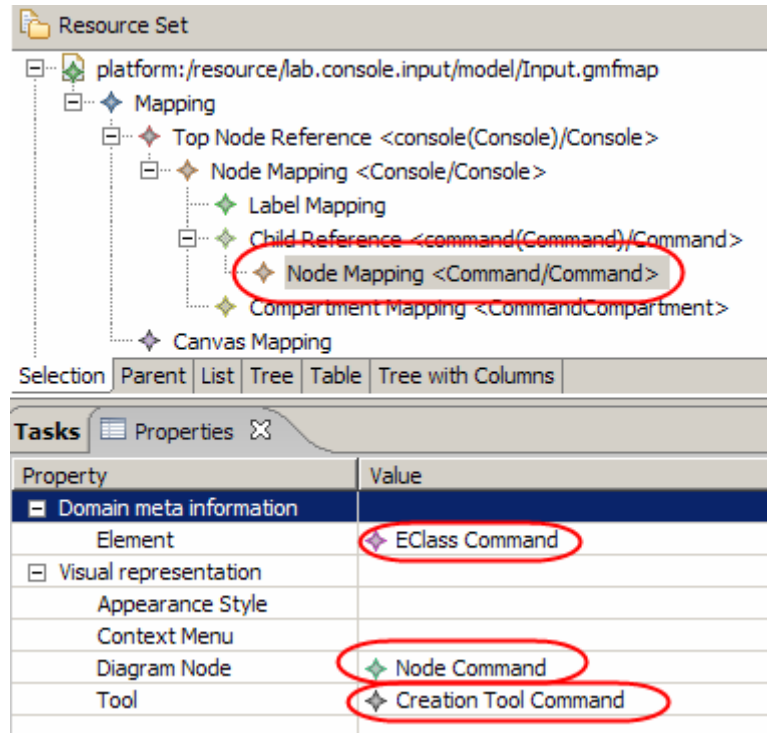 Resource Set
platform:/resource/lab.console.input/model/Input.gmfmap
Mapping
Top Node Reference <console(Console)/Console>
Node Mapping <Console/Console>
Label Mapping
Child Reference <command(Command)/Command>
Node Mapping <Command/Command>
Compartment Mapping <CommandCompartment>
Canvas Mapping
Selection Parent List Tree Table Tree with Columns
Tasks Properties
Property Value
Domain meta information
Element EClass Command
Visual representation
Appearance Style
Context Menu
Diagram Node Node Command
Tool Creation Tool Command